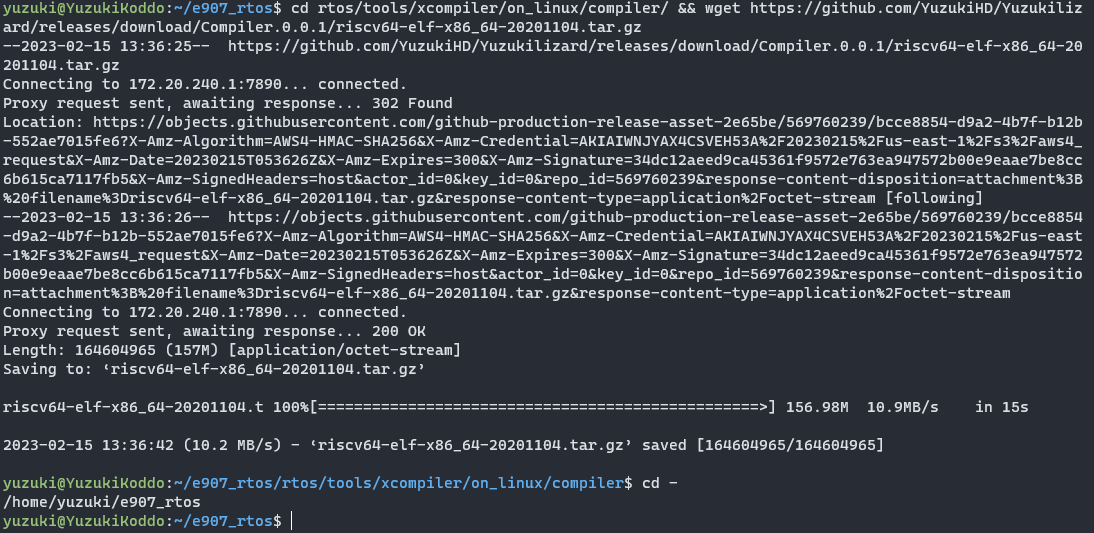 yuzuki@YuzukiKoddo:~/e907_rtos$ cd rtos/tools/xcompiler/on_linux/compiler/ && wget https://github.com/YuzukiHD/Yuzukiliz
ard/releases/download/Compiler.0.0.1/riscv64-elf-x86_64-20201104.tar.gz
--2023-02-15 13:36:25--  https://github.com/YuzukiHD/Yuzukilizard/releases/download/Compiler.0.0.1/riscv64-elf-x86_64-20
201104.tar.gz
Connecting to 172.20.240.1:7890... connected.
Proxy request sent, awaiting response... 302 Found
Location: https://objects.githubusercontent.com/github-production-release-asset-2e65be/569760239/bcce8854-d9a2-4b7f-b12b
-552ae7015fe6?X-Amz-Algorithm=AWS4-HMAC-SHA256&X-Amz-Credential=AKIAIWNJYAX4CSVEH53A%2F20230215%2Fus-east-1%2Fs3%2Faws4_
request&X-Amz-Date=20230215T053626Z&X-Amz-Expires=300&X-Amz-Signature=34dc12aeed9ca45361f9572e763ea947572b00e9eaae7be8cc
6b615ca7117fb5&X-Amz-SignedHeaders=host&actor_id=0&key_id=0&repo_id=569760239&response-content-disposition=attachment%3B
%20filename%3Driscv64-elf-x86_64-20201104.tar.gz&response-content-type=application%2Foctet-stream [following]
--2023-02-15 13:36:26--  https://objects.githubusercontent.com/github-production-release-asset-2e65be/569760239/bcce8854
-d9a2-4b7f-b12b-552ae7015fe6?X-Amz-Algorithm=AWS4-HMAC-SHA256&X-Amz-Credential=AKIAIWNJYAX4CSVEH53A%2F20230215%2Fus-east
-1%2Fs3%2Faws4_request&X-Amz-Date=20230215T053626Z&X-Amz-Expires=300&X-Amz-Signature=34dc12aeed9ca45361f9572e763ea947572
b00e9eaae7be8cc6b615ca7117fb5&X-Amz-SignedHeaders=host&actor_id=0&key_id=0&repo_id=569760239&response-content-dispositio
n=attachment%3B%20filename%3Driscv64-elf-x86_64-20201104.tar.gz&response-content-type=application%2Foctet-stream
Connecting to 172.20.240.1:7890... connected.
Proxy request sent, awaiting response... 200 OK
Length: 164604965 (157M) [application/octet-stream]
Saving to: ‘riscv64-elf-x86_64-20201104.tar.gz’
riscv64-elf-x86_64-20201104.t 100%[=================================================>] 156.98M  10.9MB/s    in 15s
2023-02-15 13:36:42 (10.2 MB/s) - ‘riscv64-elf-x86_64-20201104.tar.gz’ saved [164604965/164604965]
yuzuki@YuzukiKoddo:~/e907_rtos/rtos/tools/xcompiler/on_linux/compiler$ cd -
/home/yuzuki/e907_rtos
yuzuki@YuzukiKoddo:~/e907_rtos$